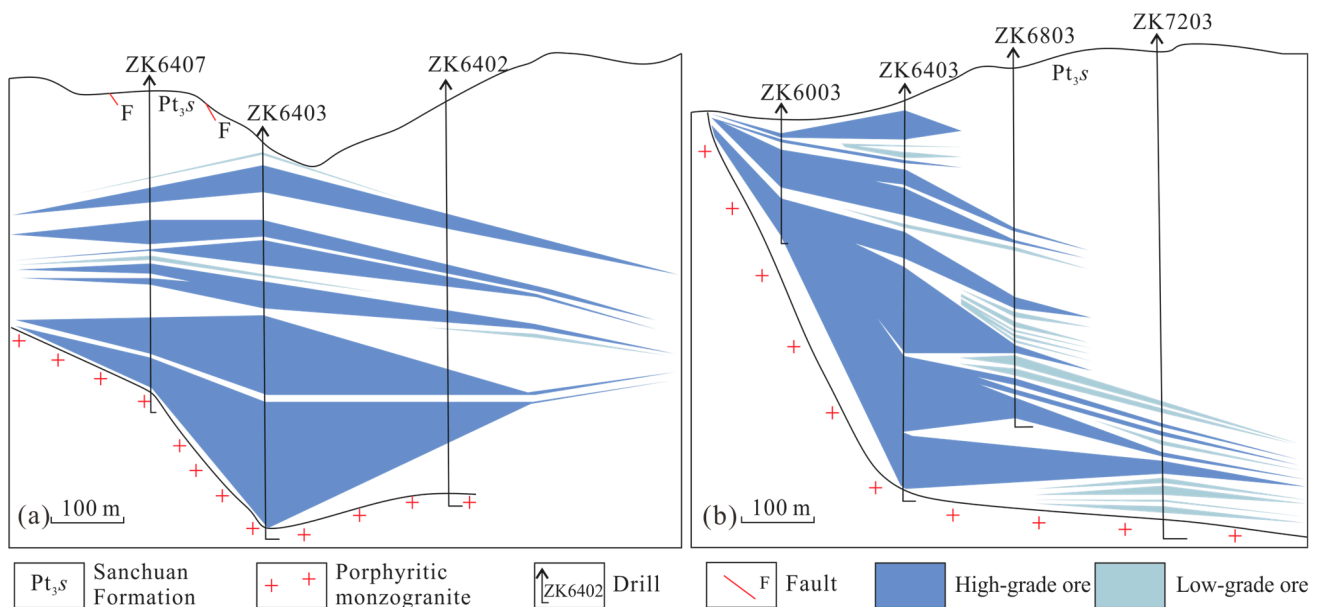 ZK6407
ZK6402
ZK6403
F
Pt₃s
F
(a)
100 m
ZK7203
ZK6803
ZK6403
ZK6003
Pt₃s
(b)
100 m
Pt₃s
Sanchuan
Formation
Porphyritic
monzogranite
ZK6402
Drill
F
Fault
High-grade ore
Low-grade ore